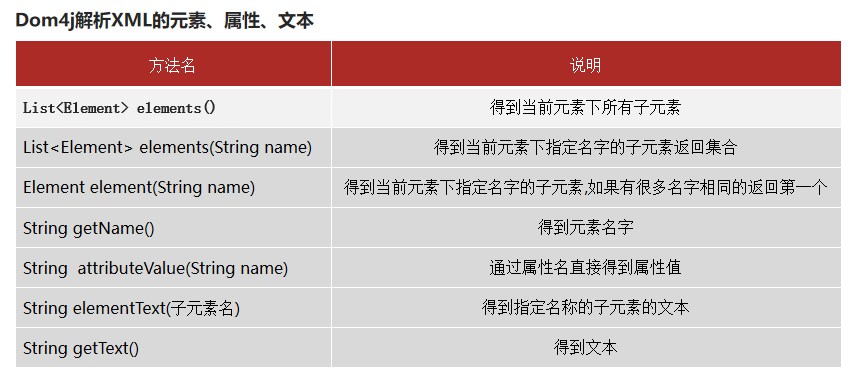 Dom4j解析XML的元素、属性、文本
方法名 说明
List<Element> elements() 得到当前元素下所有子元素
List<Element> elements(String name) 得到当前元素下指定名字的子元素返回集合
Element element(String name) 得到当前元素下指定名字的子元素,如果有很多名字相同的返回第一个
String getName() 得到元素名字
String  attributeValue(String name) 通过属性名直接得到属性值
String elementText(子元素名) 得到指定名称的子元素的文本
String getText() 得到文本